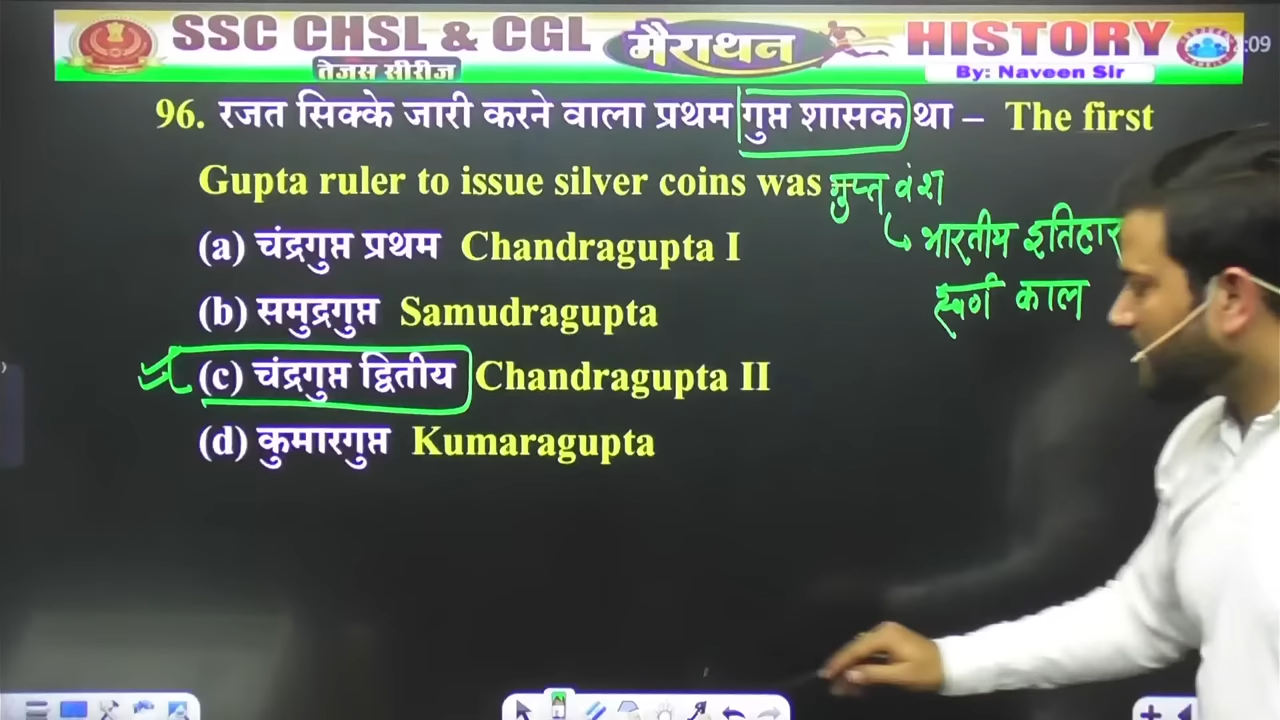 SSC CHSL & CGL मैराथन HISTORY
तेजस सीरीज By: Naveen Sir
96. रजत सिक्के जारी करने वाला प्रथम गुप्त शासक था – The first
Gupta ruler to issue silver coins was गुप्त वंश
(a) चंद्रगुप्त प्रथम Chandragupta I
भारतीय इतिहास
(b) समुद्रगुप्त Samudragupta
स्वर्ण काल
(c) चंद्रगुप्त द्वितीय Chandragupta II
(d) कुमारगुप्त Kumaragupta